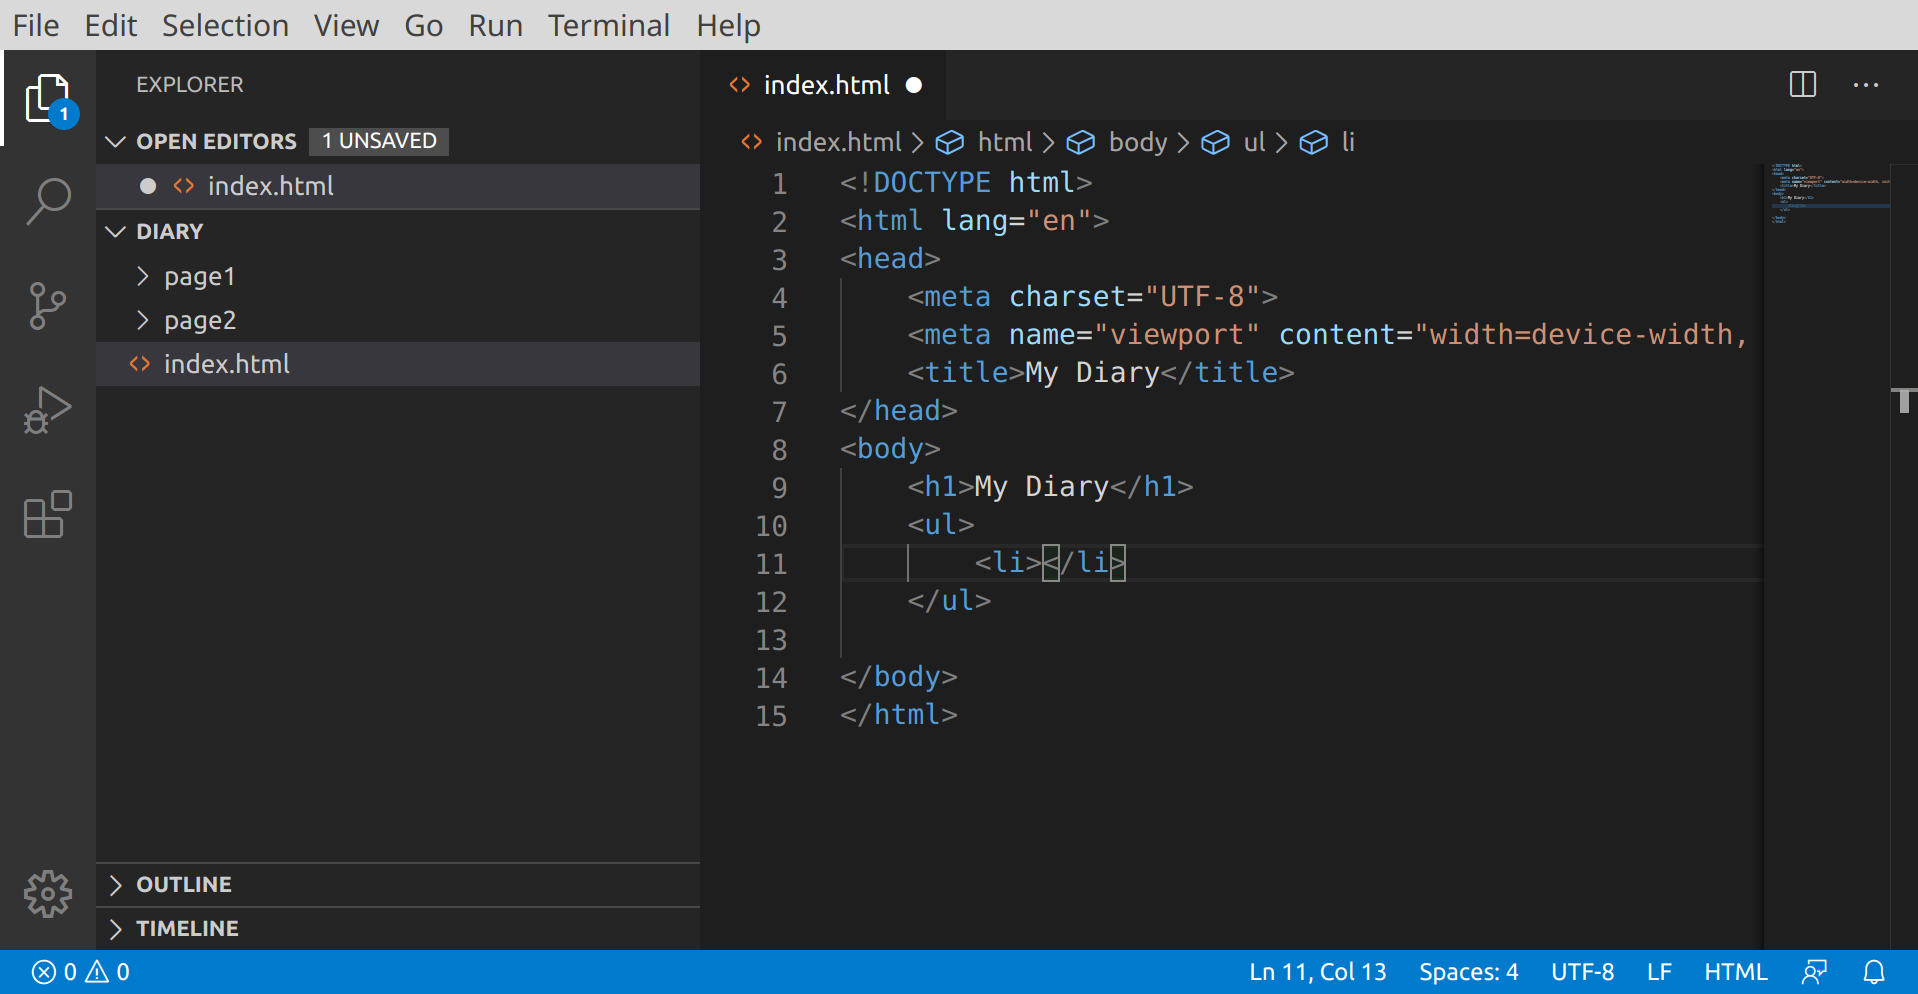 File Edit Selection View Go Run Terminal Help
EXPLORER
1
OPEN EDITORS 1 UNSAVED
index.html
DIARY
page1
page2
index.html
OUTLINE
TIMELINE
index.html
index.html > html > body > ul > li
1 <!DOCTYPE html>
2 <html lang="en">
3 <head>
4     <meta charset="UTF-8">
5     <meta name="viewport" content="width=device-width,
6     <title>My Diary</title>
7 </head>
8 <body>
9     <h1>My Diary</h1>
10     <ul>
11         <li></li>
12     </ul>
13
14 </body>
15 </html>
0 0 Ln 11, Col 13 Spaces: 4 UTF-8 LF HTML